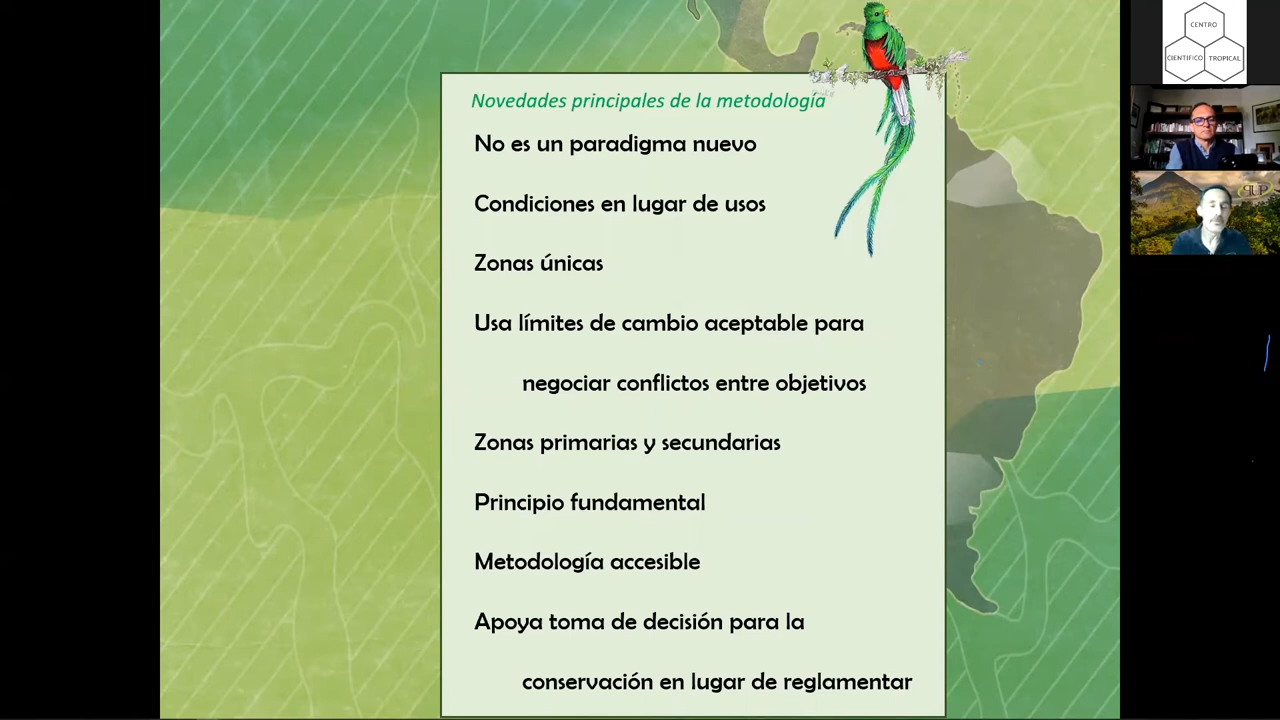 Novedades principales de la metodología
No es un paradigma nuevo
Condiciones en lugar de usos
Zonas únicas
Usa límites de cambio aceptable para
negociar conflictos entre objetivos
Zonas primarias y secundarias
Principio fundamental
Metodología accesible
Apoya toma de decisión para la
conservación en lugar de reglamentar
CENTRO
CIENTIFICO TROPICAL
PUP